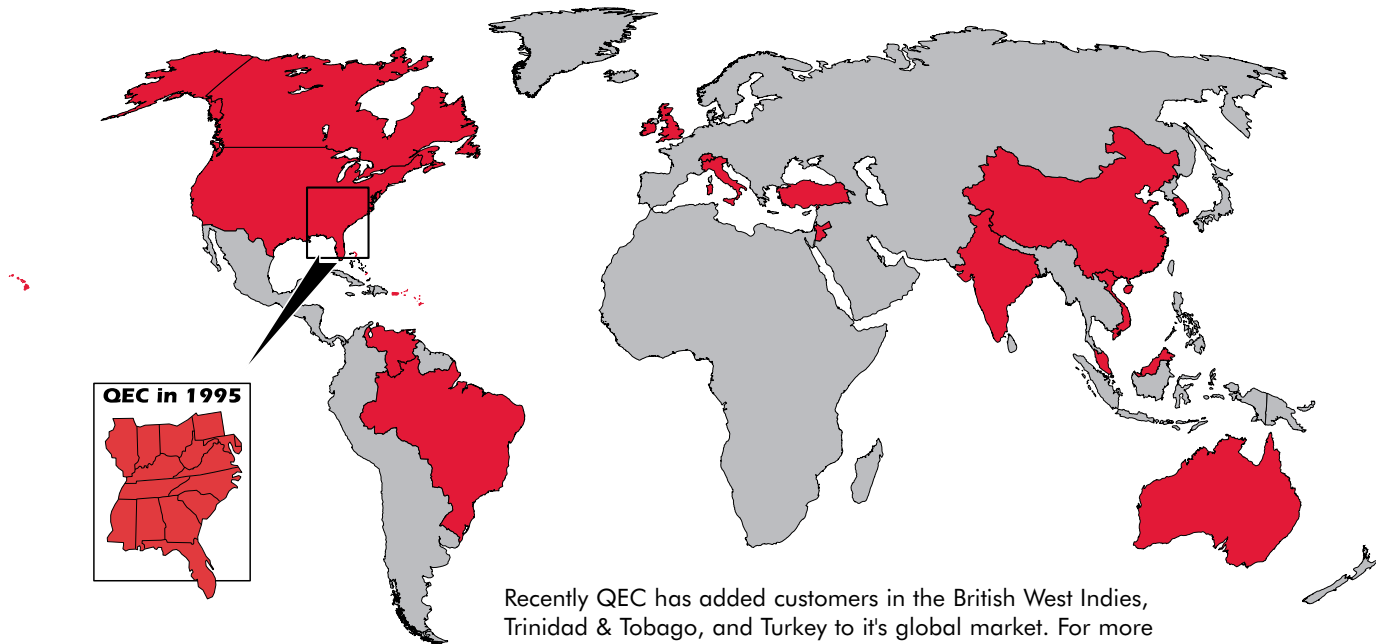 QEC in 1995
Recently QEC has added customers in the British West Indies,
Trinidad & Tobago, and Turkey to it's global market. For more